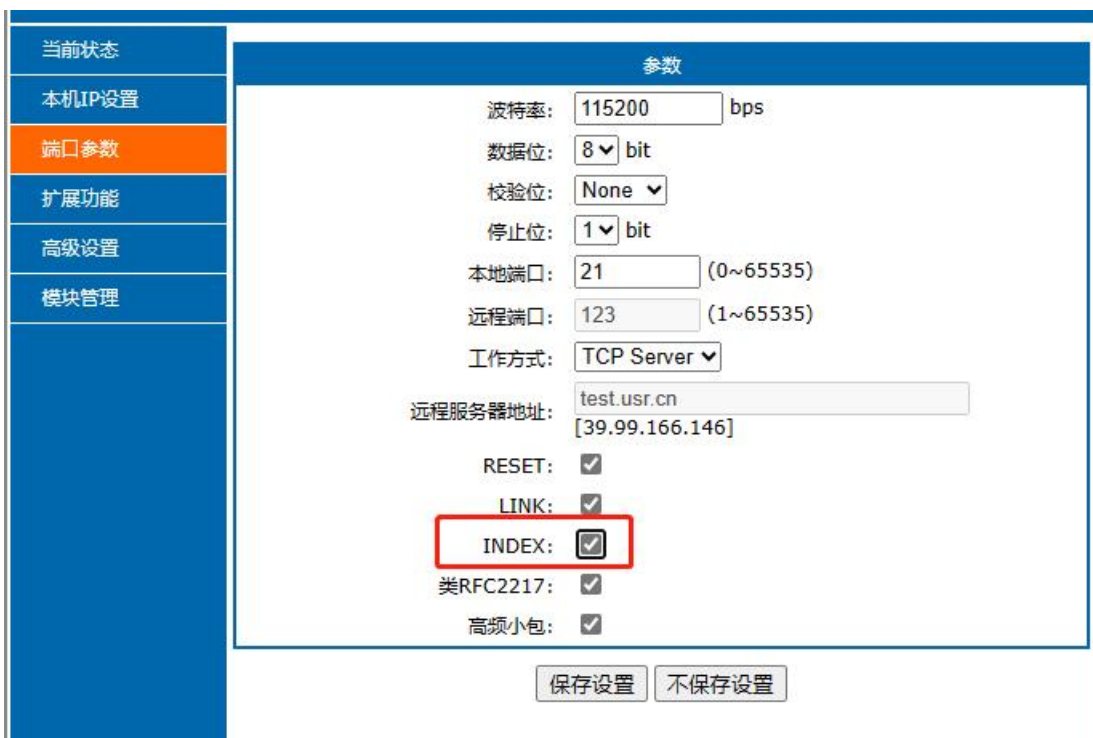 当前状态
本机IP设置
端口参数
扩展功能
高级设置
模块管理
参数
波特率: 115200 bps
数据位: 8 bit
校验位: None
停止位: 1 bit
本地端口: 21 (0~65535)
远程端口: 123 (1~65535)
工作方式: TCP Server
远程服务器地址: test.usr.cn
[39.99.166.146]
RESET:
LINK:
INDEX:
类RFC2217:
高频小包:
保存设置 不保存设置